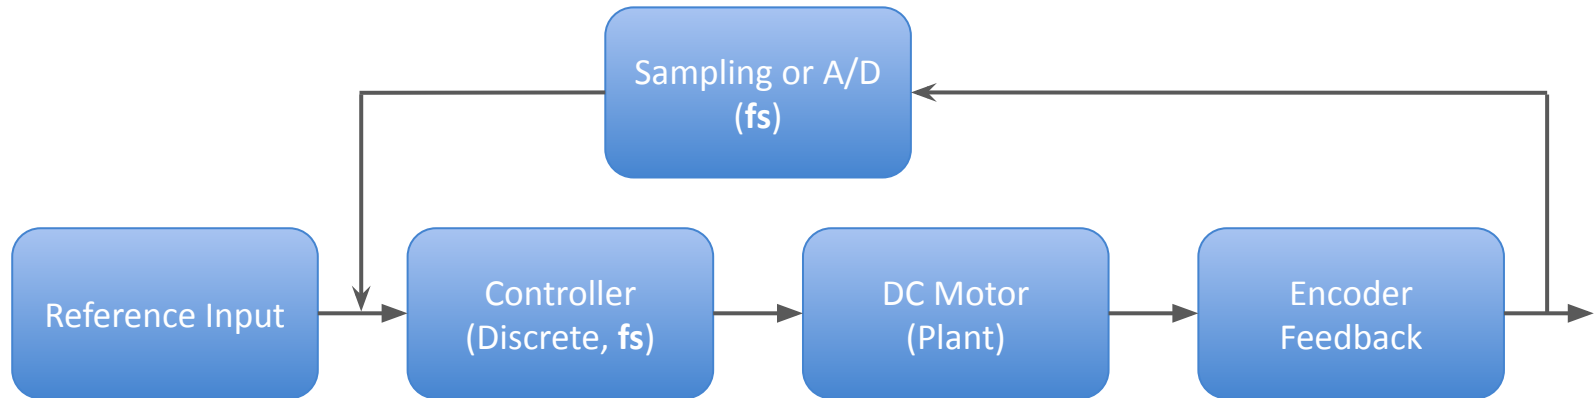 Sampling or A/D
(fs)
Reference Input
Controller
(Discrete, fs)
DC Motor
(Plant)
Encoder
Feedback